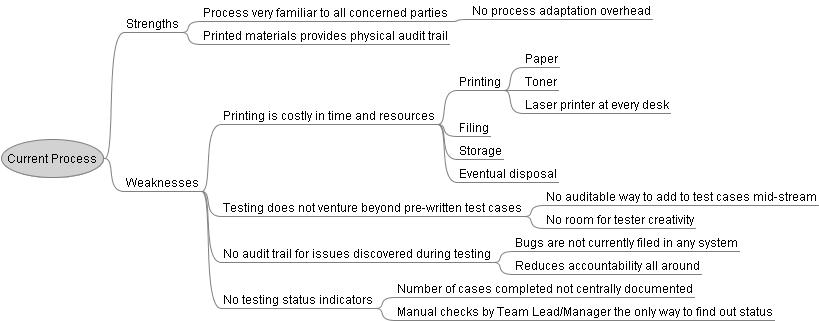 Current Process
Strengths
Process very familiar to all concerned parties
No process adaptation overhead
Printed materials provides physical audit trail
Weaknesses
Printing is costly in time and resources
Printing
Paper
Toner
Laser printer at every desk
Filing
Storage
Eventual disposal
Testing does not venture beyond pre-written test cases
No auditable way to add to test cases mid-stream
No room for tester creativity
No audit trail for issues discovered during testing
Bugs are not currently filed in any system
Reduces accountability all around
No testing status indicators
Number of cases completed not centrally documented
Manual checks by Team Lead/Manager the only way to find out status